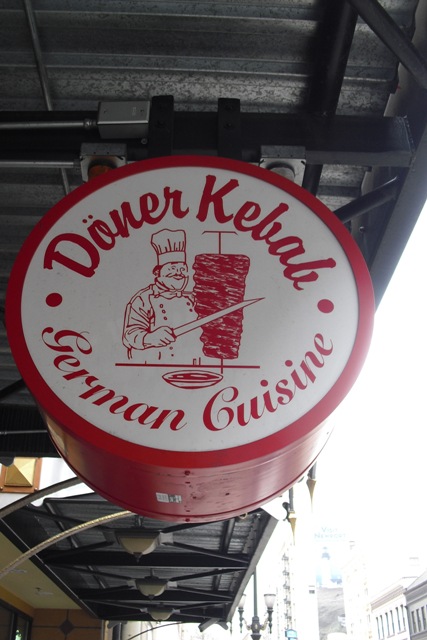 Döner Kebab
German Cuisine